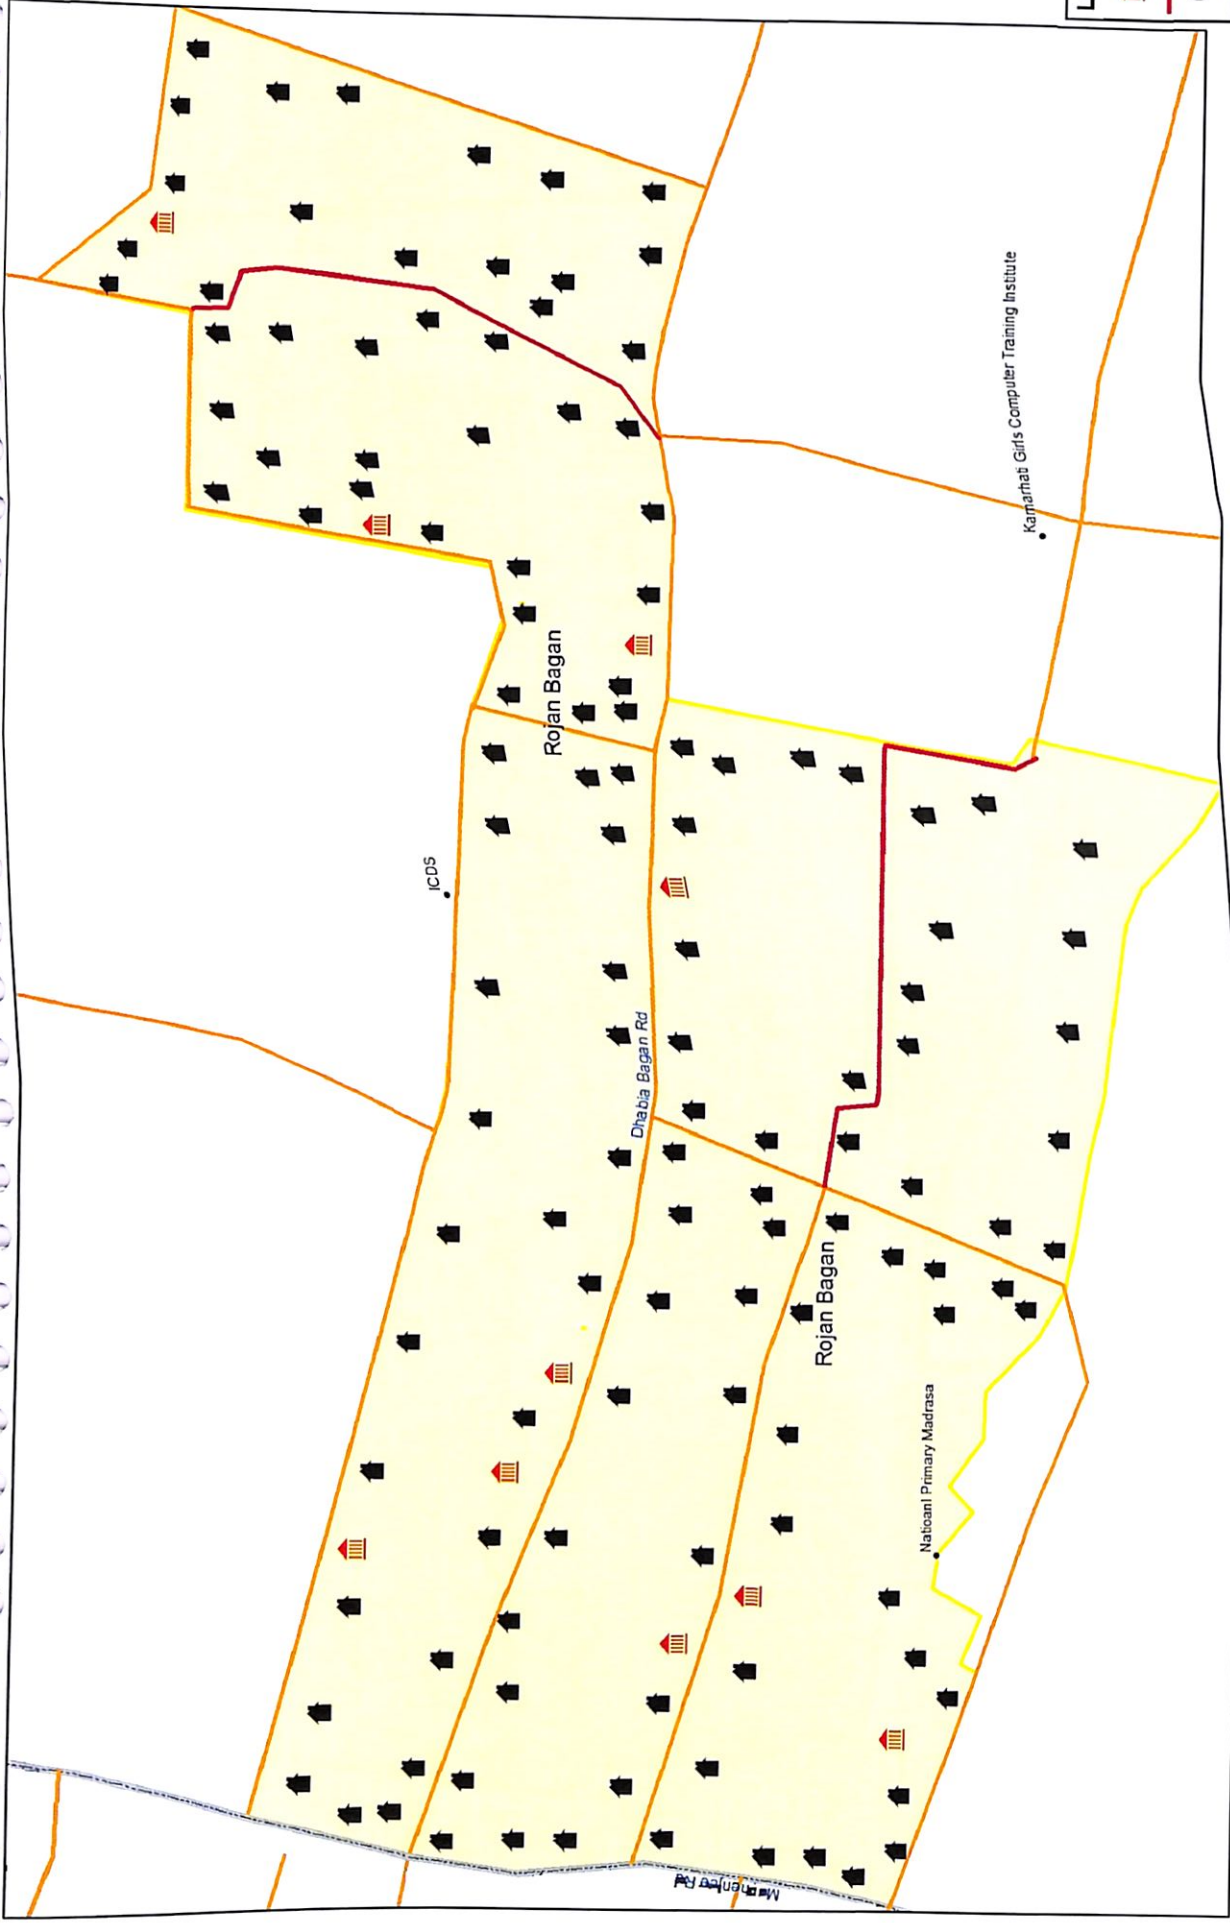 Kamarhati Girls Computer Training Institute
Rojan Bagan
ICDS
Dhabia Bagan Rd
Rojan Bagan
Natioanl Primary Madrasa